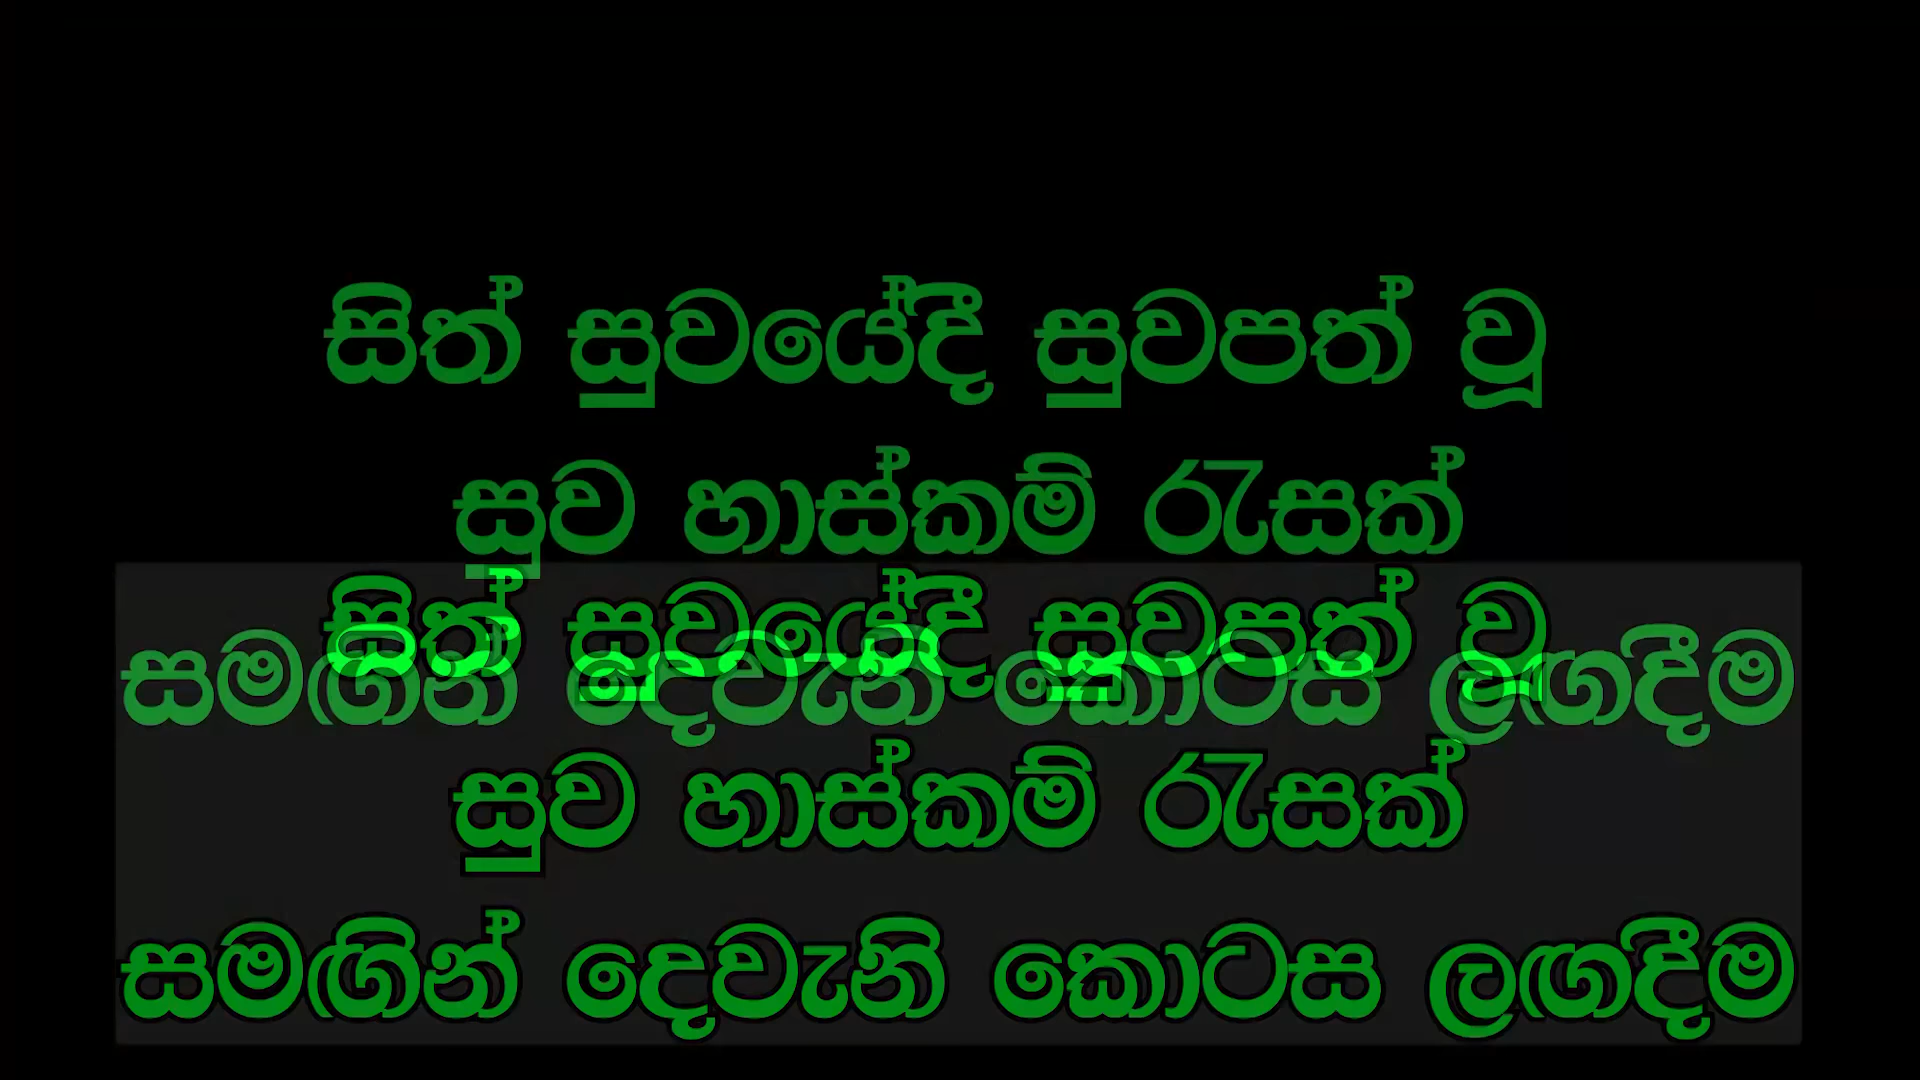 සිත් සුවයේදී සුවපත් වූ
සුව හාස්කම් රැසක්
සිත් සුවයේදී සුවපත් වූ
සමඟින් දෙවැනි කොටස ලඟදීම
සුව හාස්කම් රැසක්
සමඟින් දෙවැනි කොටස ලඟදීම